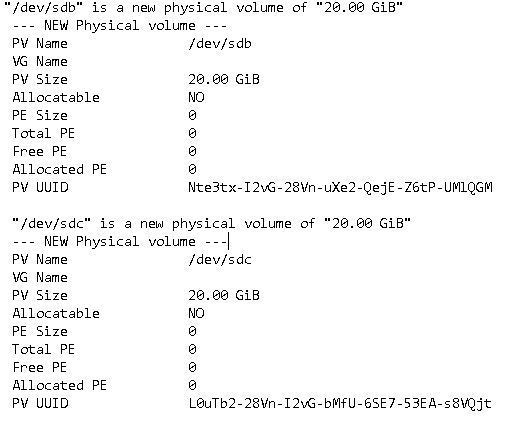 "/dev/sdb" is a new physical volume of "20.00 GiB"
--- NEW Physical volume ---
PV Name /dev/sdb
VG Name
PV Size 20.00 GiB
Allocatable NO
PE Size 0
Total PE 0
Free PE 0
Allocated PE 0
PV UUID Nte3tx-I2vG-28Vn-uXe2-QejE-Z6tP-UMlQGM
"/dev/sdc" is a new physical volume of "20.00 GiB"
--- NEW Physical volume ---
PV Name /dev/sdc
VG Name
PV Size 20.00 GiB
Allocatable NO
PE Size 0
Total PE 0
Free PE 0
Allocated PE 0
PV UUID L0uTb2-28Vn-I2vG-bMfU-6SE7-53EA-s8VQjt